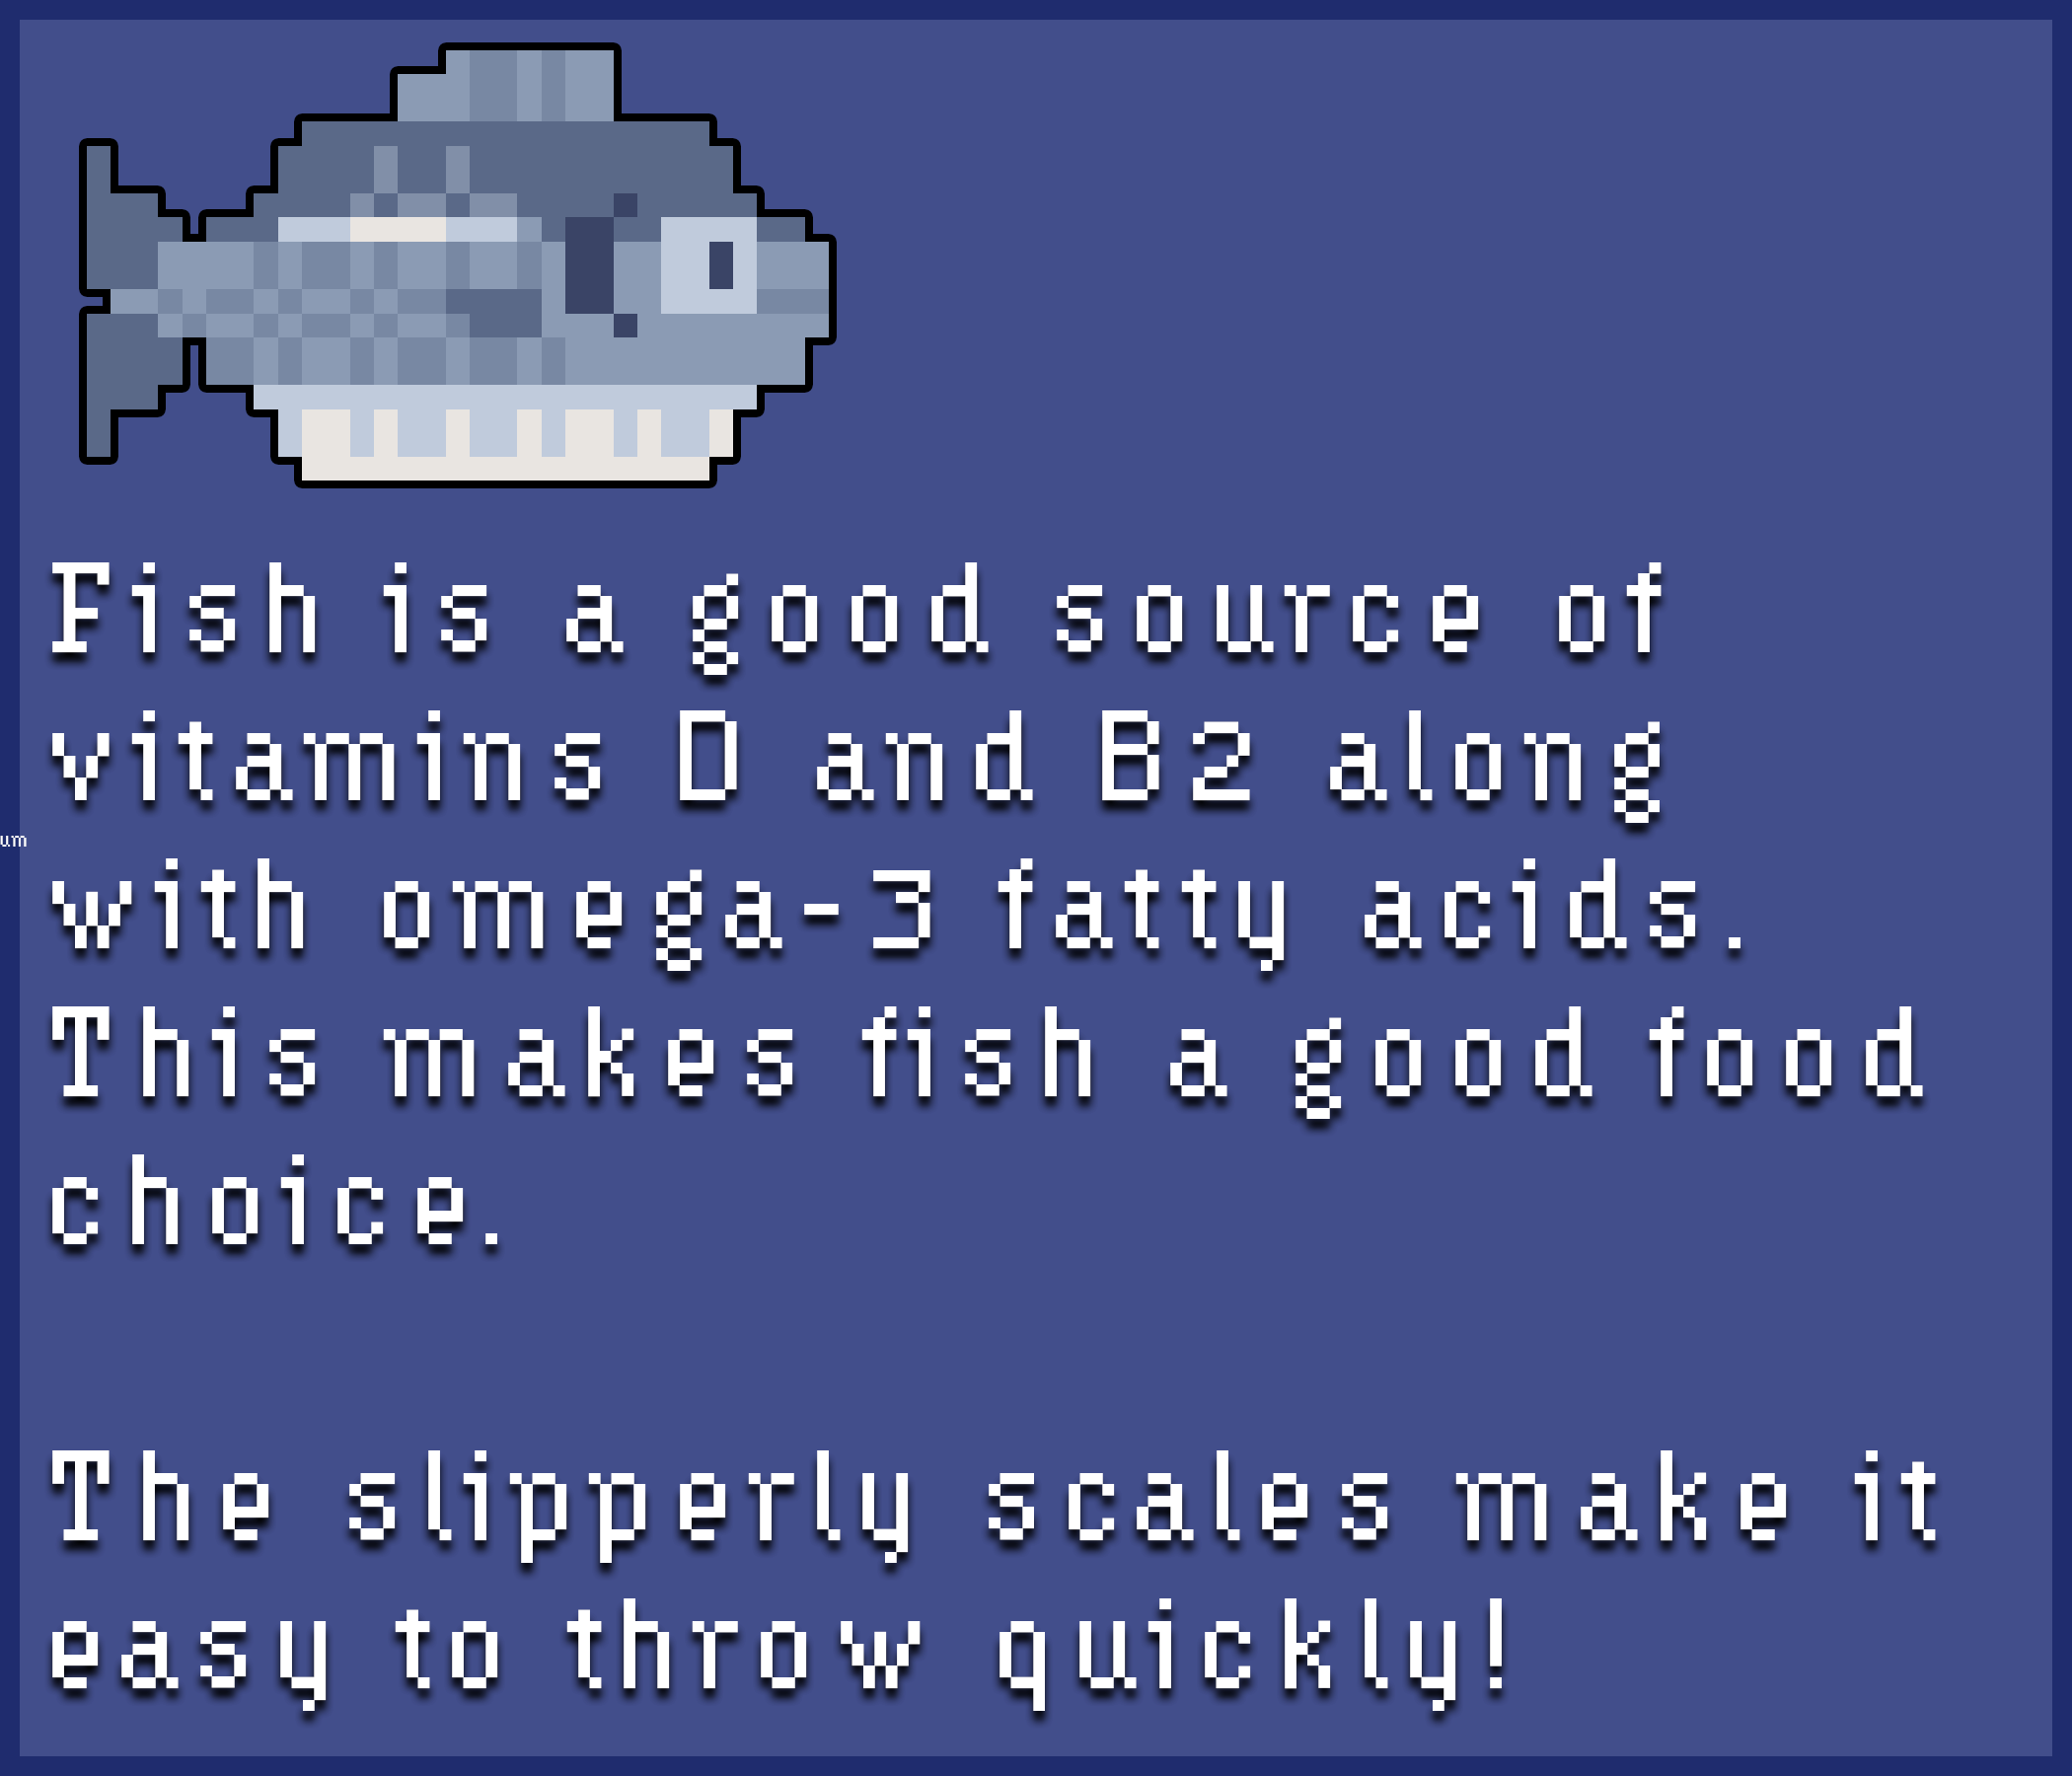 Fish is a good source of
vitamins D and B2 along
um
with omega-3 fatty acids.
This makes fish a good food
choice.
The slipperly scales make it
easy to throw quickly!